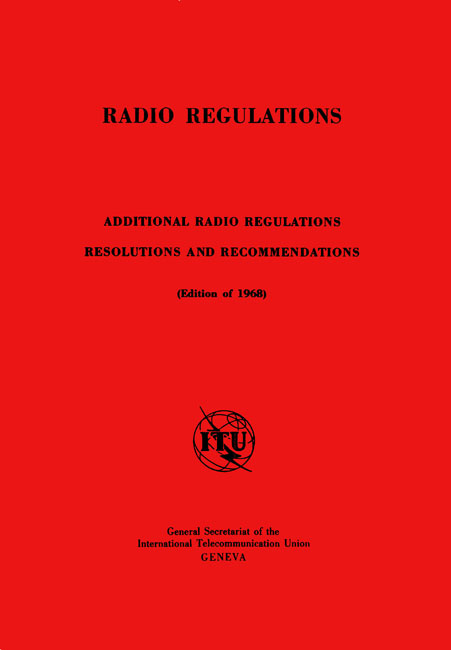 RADIO REGULATIONS
ADDITIONAL RADIO REGULATIONS
RESOLUTIONS AND RECOMMENDATIONS
(Edition of 1968)
ITU
General Secretariat of the
International Telecommunication Union
GENEVA